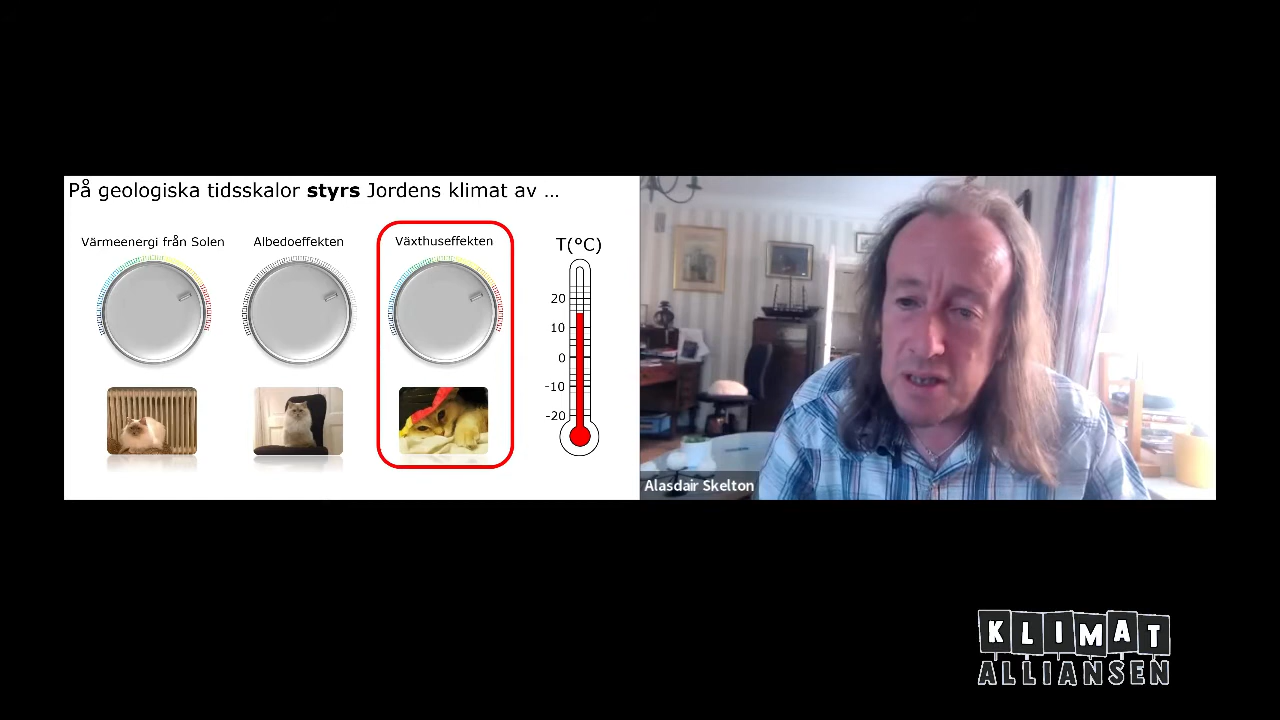 På geologiska tidsskalor styrs Jordens klimat av ...
Värmeenergi från Solen
Albedoeffekten
Växthuseffekten
T(°C)
20
10
0
-10
-20
Alasdair Skelton
KLIMAT
ALLIANSEN